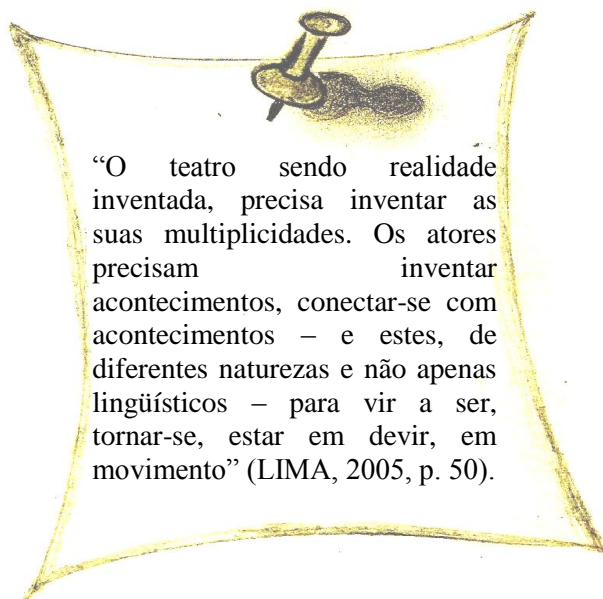 “O teatro sendo realidade
inventada, precisa inventar as
suas multiplicidades. Os atores
precisam inventar
acontecimentos, conectar-se com
acontecimentos – e estes, de
diferentes naturezas e não apenas
lingüísticos – para vir a ser,
tornar-se, estar em devir, em
movimento” (LIMA, 2005, p. 50).